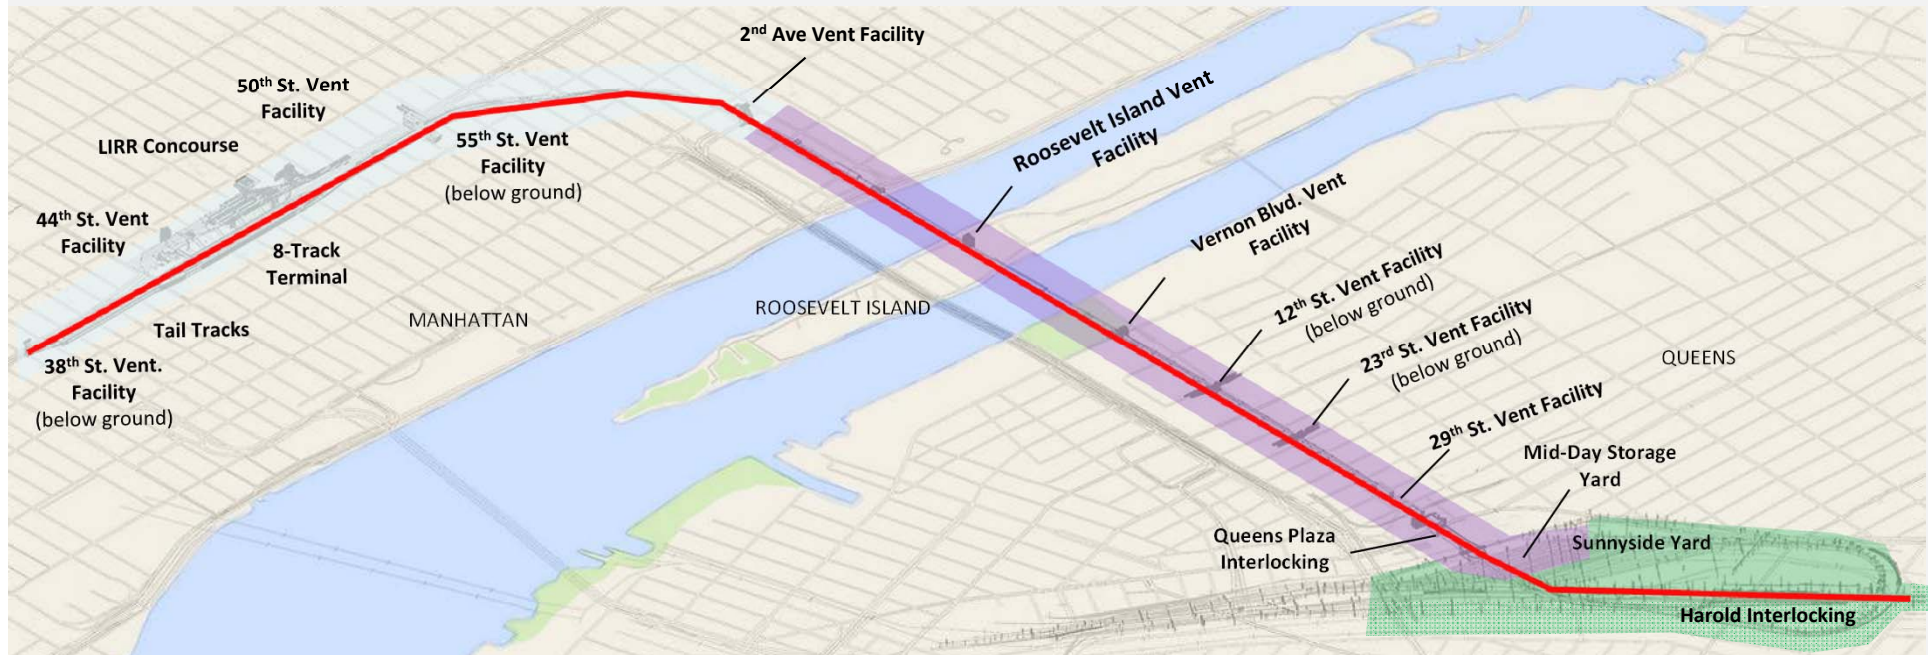 2nd Ave Vent Facility
50th St. Vent
Facility
LIRR Concourse
55th St. Vent
Facility
(below ground)
Roosevelt Island Vent
Facility
44th St. Vent
Facility
8-Track
Terminal
Vernon Blvd. Vent
Facility
Tail Tracks
MANHATTAN
ROOSEVELT ISLAND
12th St. Vent Facility
(below ground)
38th St. Vent.
Facility
(below ground)
23rd St. Vent Facility
(below ground)
QUEENS
29th St. Vent Facility
Mid-Day Storage
Yard
Queens Plaza
Interlocking
Sunnyside Yard
Harold Interlocking